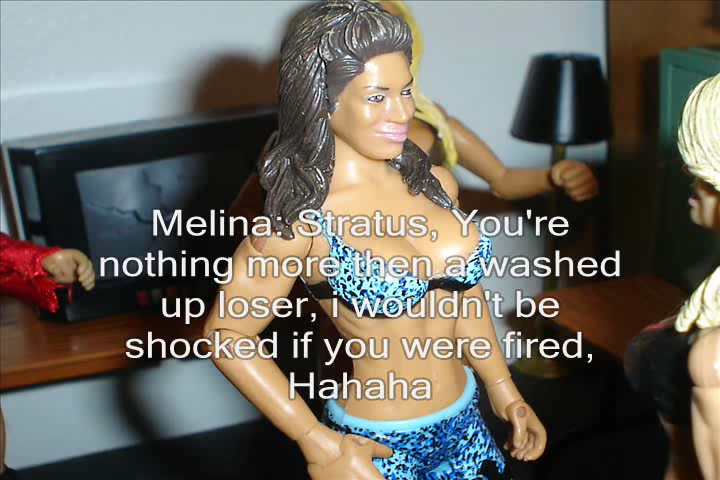 Melina: Stratus, You're
nothing more then a washed
up loser, I wouldn't be
shocked if you were fired,
Hahaha